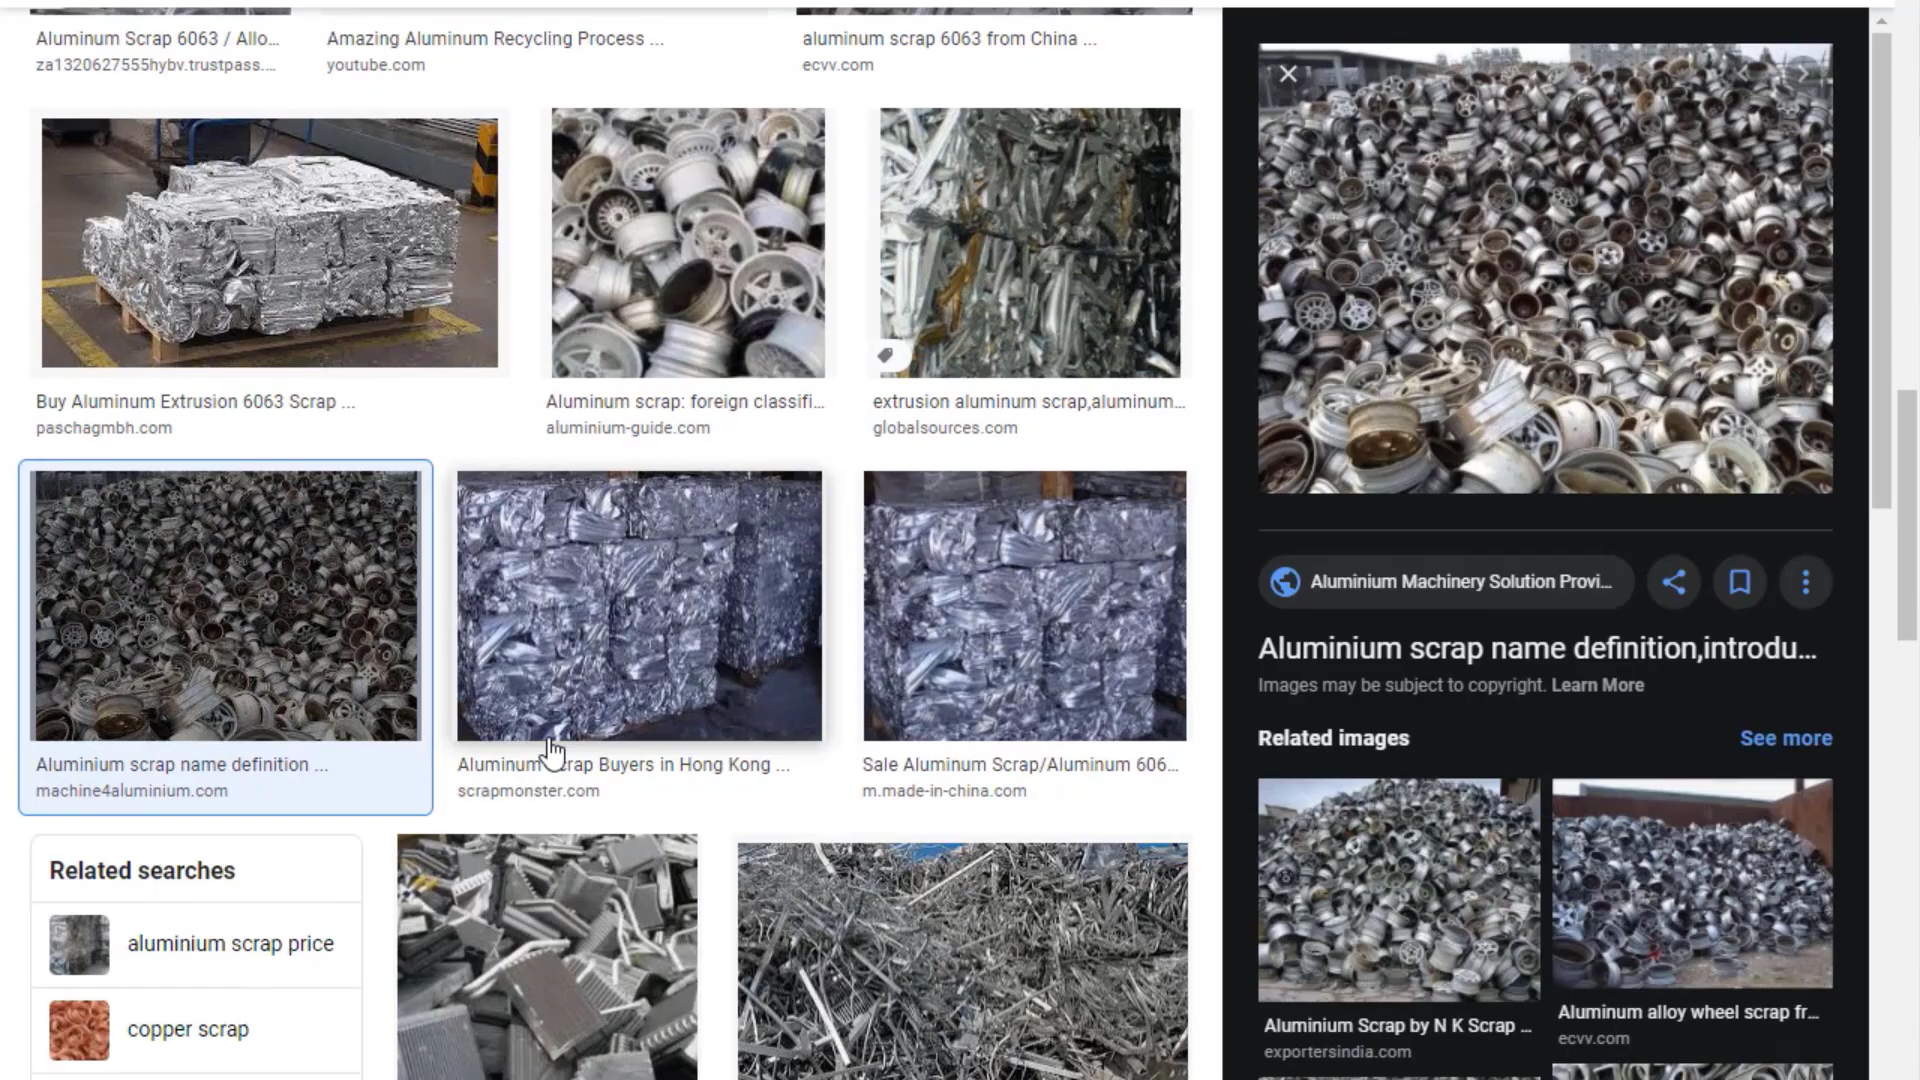 Aluminum Scrap 6063 / Allo...
za1320627555hybv.trustpass....
Amazing Aluminum Recycling Process ...
youtube.com
aluminum scrap 6063 from China ...
ecvv.com
Buy Aluminum Extrusion 6063 Scrap ...
paschagmbh.com
Aluminum scrap: foreign classifi...
aluminium-guide.com
extrusion aluminum scrap,aluminum...
globalsources.com
Aluminium scrap name definition ...
machine4aluminium.com
Aluminum Scrap Buyers in Hong Kong ...
scrapmonster.com
Sale Aluminum Scrap/Aluminum 606...
m.made-in-china.com
Related searches
aluminium scrap price
copper scrap
Aluminium Machinery Solution Provi...
Aluminium scrap name definition,introdu...
Images may be subject to copyright. Learn More
Related images
See more
Aluminium Scrap by N K Scrap ...
exportersindia.com
Aluminum alloy wheel scrap fr...
ecvv.com